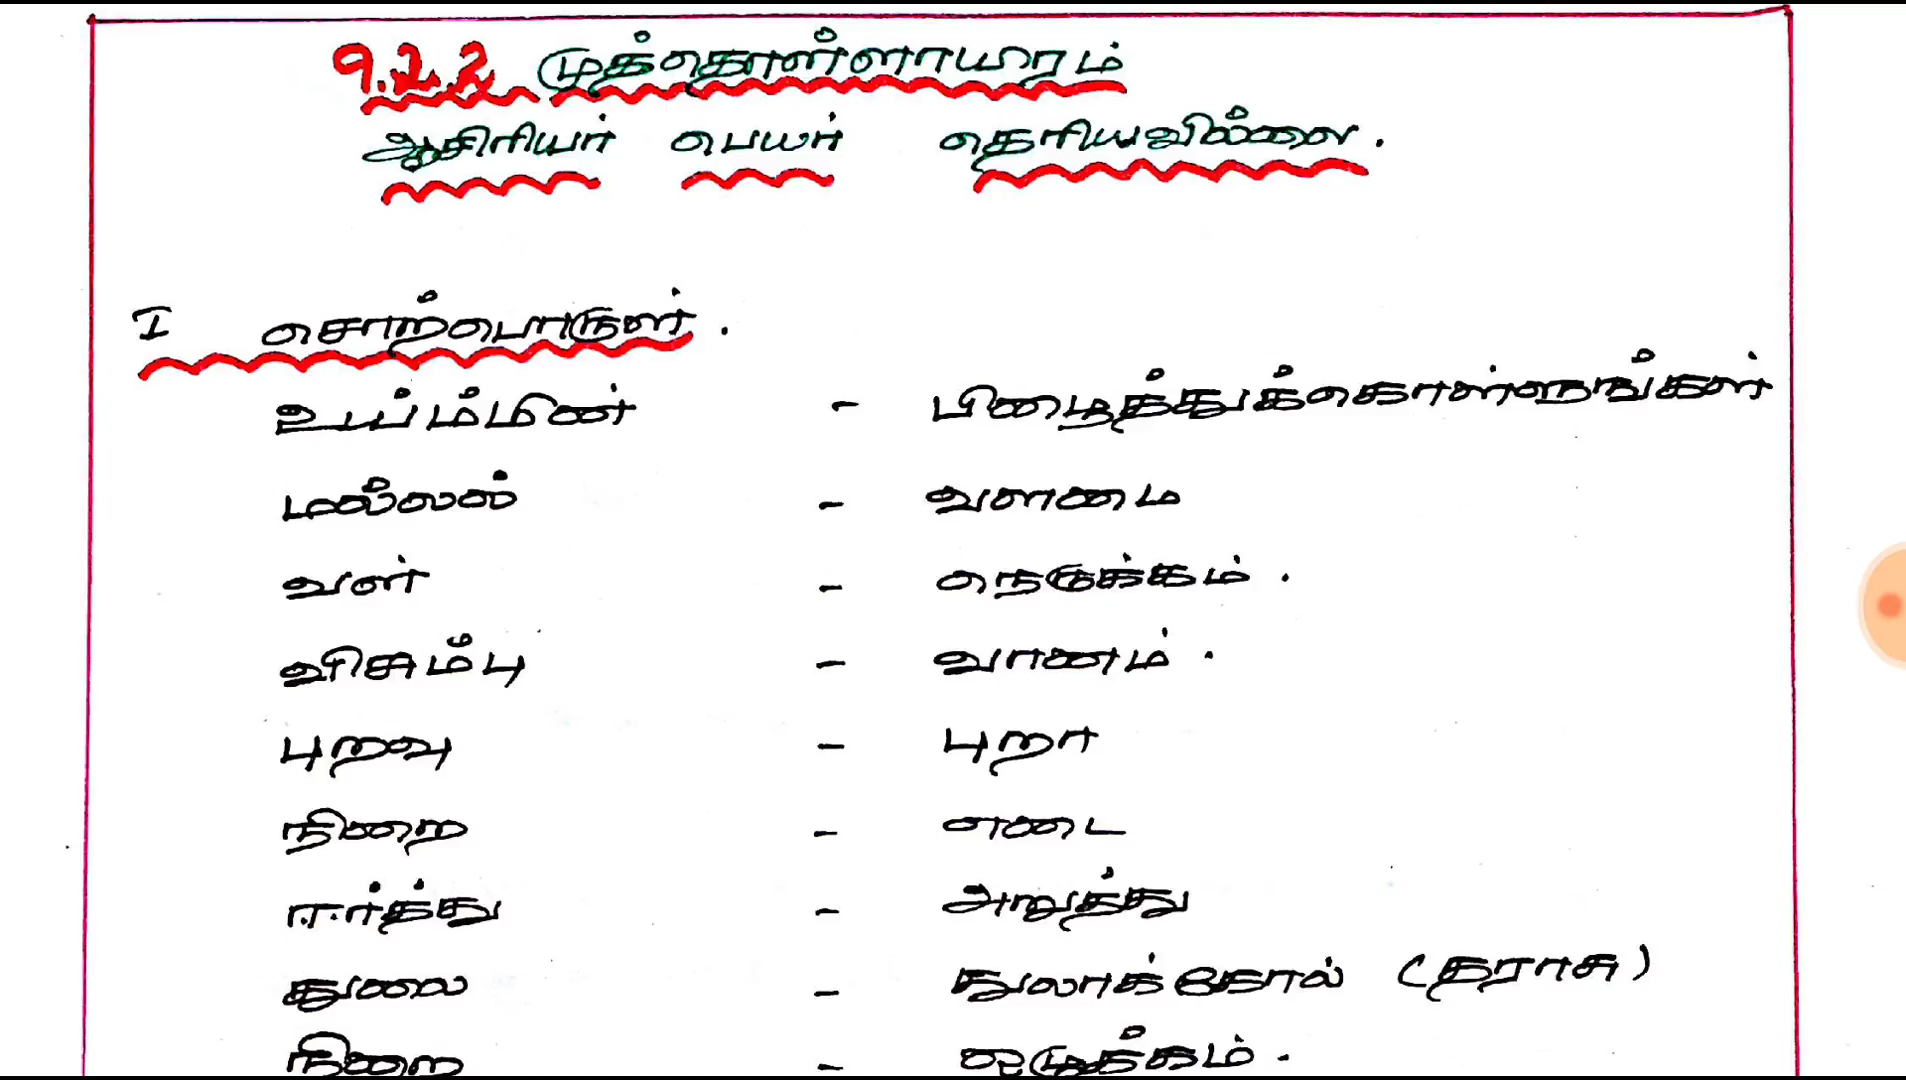 9.2.2 முத்தொள்ளாயிரம்
ஆசிரியர் பெயர் தெரியவில்லை.
I சொற்பொருள்.
உய்ம்மின் - பிழைத்துக்கொள்ளுங்கள்
மல்லல் - வளமை
வள் - நெருக்கம்.
விசும்பு - வானம்.
புறவு - புறா
நிறை - எடை
ஈர்த்து - அறுத்து
துலை - துலாக்கோல் (தராசு)
நிறை - ஒழுக்கம்.